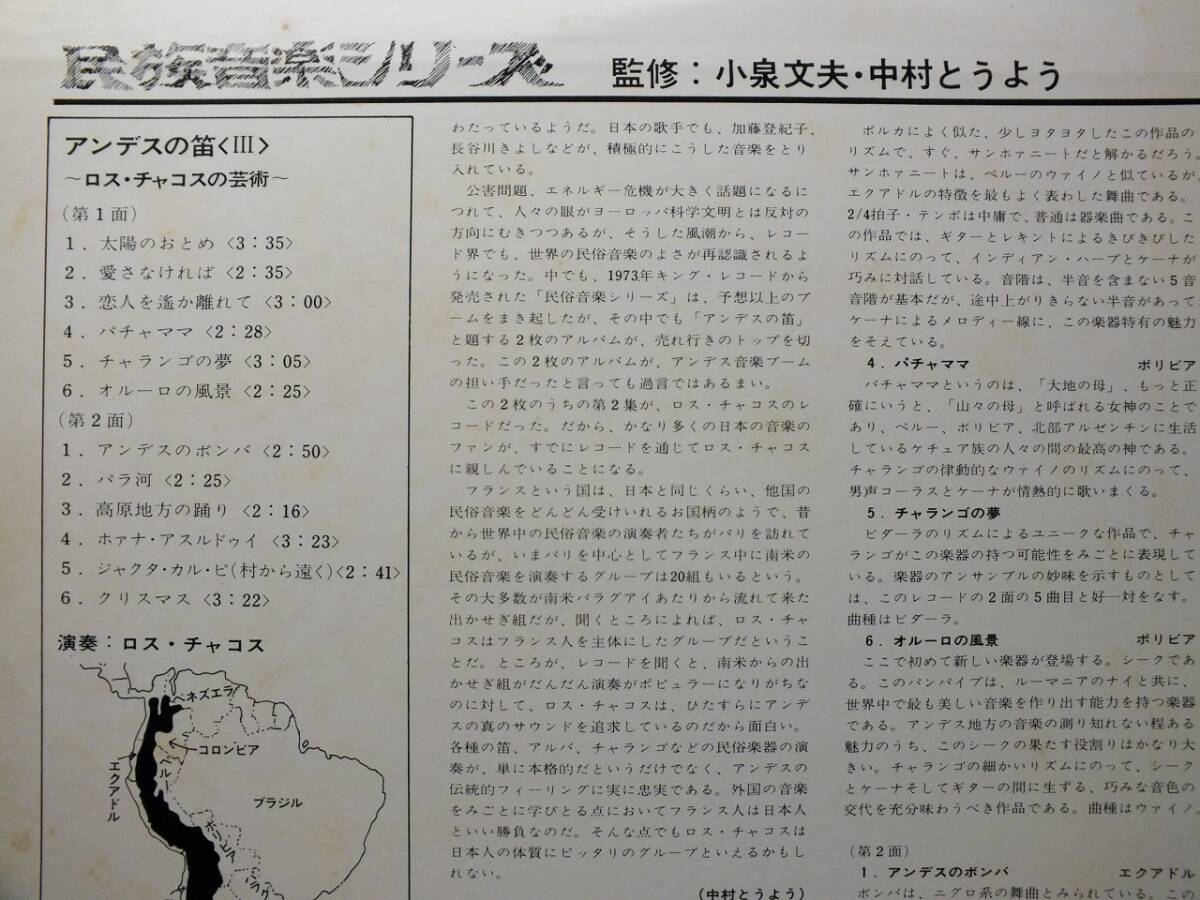 民族音楽シリーズ 監修:小泉文夫・中村とうよう
アンデスの笛〈III〉
〜ロス・チャコスの芸術〜
(第1面)
1. 太陽のおとめ〈3:35〉
2. 愛さなければ〈2:35〉
3. 恋人を遙か離れて〈3:00〉
4. パチャママ〈2:28〉
5. チャランゴの夢〈3:05〉
6. オルーロの風景〈2:25〉
(第2面)
1. アンデスのボンバ〈2:50〉
2. パラ河〈2:25〉
3. 高原地方の踊り〈2:16〉
4. ホァナ・アスルドゥイ〈3:23〉
5. ジャクタ・カル・ピ(村から遠く)〈2:41〉
6. クリスマス〈3:22〉
演奏:ロス・チャコス
ベネズエラ
コロンビア
エクアドル
ペルー
ブラジル
ボリビア
パラグ
わたっているようだ。日本の歌手でも、加藤登紀子、
長谷川きよしなどが、積極的にこうした音楽をとり
入れている。
公害問題、エネルギー危機が大きく話題になるに
つれて、人々の眼がヨーロッパ科学文明とは反対の
方向にむきつつあるが、そうした風潮から、レコー
ド界でも、世界の民俗音楽のよさが再認識されるよ
うになった。中でも、1973年キング・レコードから
発売された「民俗音楽シリーズ」は、予想以上のブ
ームをまき起したが、その中でも「アンデスの笛」
と題する2枚のアルバムが、売れ行きのトップを切
った。この2枚のアルバムが、アンデス音楽ブーム
の担い手だったと言っても過言ではあるまい。
この2枚のうちの第2集が、ロス・チャコスのレ
コードだった。だから、かなり多くの日本の音楽の
ファンが、すでにレコードを通じてロス・チャコス
に親しんでいることになる。
フランスという国は、日本と同じくらい、他国の
民俗音楽をどんどん受けいれるお国柄のようで、昔
から世界中の民俗音楽の演奏者たちがパリを訪れて
いるが、いまパリを中心としてフランス中に南米の
民俗音楽を演奏するグループは20組もいるという。
その大多数が南米パラグアイあたりから流れて来た
出かせぎ組だが、聞くところによれば、ロス・チャ
コスはフランス人を主体にしたグループだというこ
とだ。ところが、レコードを聞くと、南米からの出
かせぎ組がだんだん演奏がポピュラーになりがちな
のに対して、ロス・チャコスは、ひたすらにアンデ
スの真のサウンドを追求しているのだから面白い。
各種の笛、アルパ、チャランゴなどの民俗楽器の演
奏が、単に本格的だというだけでなく、アンデスの
伝統的フィーリングに実に忠実である。外国の音楽
をみごとに学びとる点においてフランス人は日本人
といい勝負なのだ。そんな点でもロス・チャコスは
日本人の体質にピッタリのグループといえるかもし
れない。
(中村とうよう)
ポルカによく似た、少しヨタヨタしたこの作品の
リズムで、すぐ、サンホァニートだと解かるだろう。
サンホァニートは、ペルーのウァイノと似ているが、
エクアドルの特徴を最もよく表わした舞曲である。
2/4拍子・テンポは中庸で、普通は器楽曲である。こ
の作品では、ギターとレキントによるきびきびした
リズムにのって、インディアン・ハープとケーナが
巧みに対話している。音階は、半音を含まない5音
音階が基本だが、途中上がりきらない半音があって
ケーナによるメロディー線に、この楽器特有の魅力
をそえている。
4. パチャママ ボリビア
パチャママというのは、「大地の母」、もっと正
確にいうと、「山々の母」と呼ばれる女神のことで
あり、ペルー、ボリビア、北部アルゼンチンに生活
しているケチュア族の人々の間の最高の神である。
チャランゴの律動的なウァイノのリズムにのって、
男声コーラスとケーナが情熱的に歌いまくる。
5. チャランゴの夢
ビダーラのリズムによるユニークな作品で、チャ
ランゴがこの楽器の持つ可能性をみごとに表現して
いる。楽器のアンサンブルの妙味を示すものとして
は、このレコードの2面の5曲目と好一対をなす。
曲種はビダーラ。
6. オルーロの風景 ボリビア
ここで初めて新しい楽器が登場する。シークであ
る。このパンパイプは、ルーマニアのナイと共に、
世界中で最も美しい音楽を作り出す能力を持つ楽器
である。アンデス地方の音楽の測り知れない程ある
魅力のうち、このシークの果たす役割りはかなり大
きい。チャランゴの細かいリズムにのって、シーク
とケーナそしてギターの間に生ずる、巧みな音色の
交代を充分味わうべき作品である。曲種はウァイノ。
(第2面)
1. アンデスのボンバ エクアドル
ボンバは、ニグロ系の舞曲とみられている。この